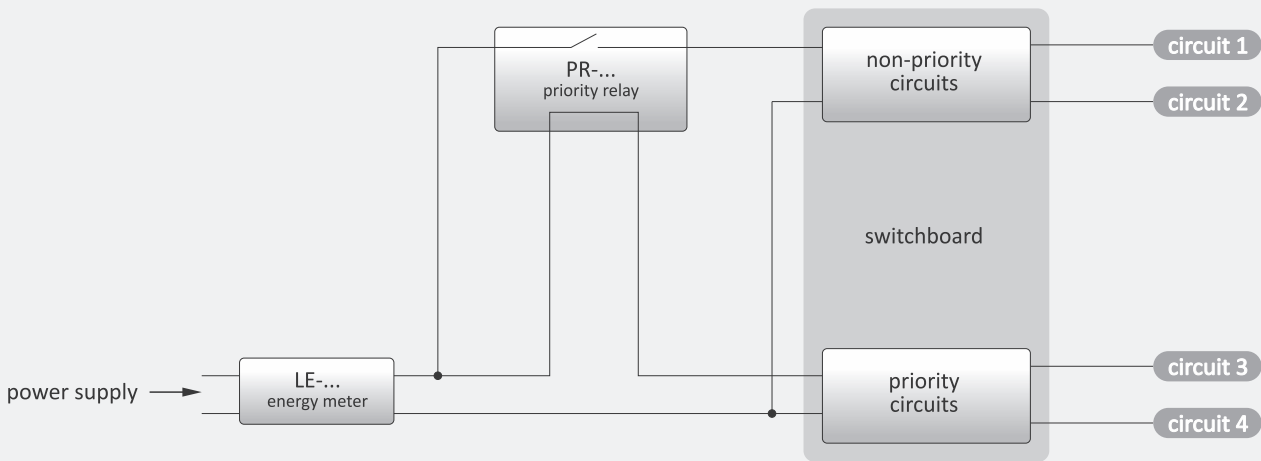 PR-...
priority relay
non-priority
circuits
circuit 1
circuit 2
switchboard
power supply
LE-...
energy meter
priority
circuits
circuit 3
circuit 4